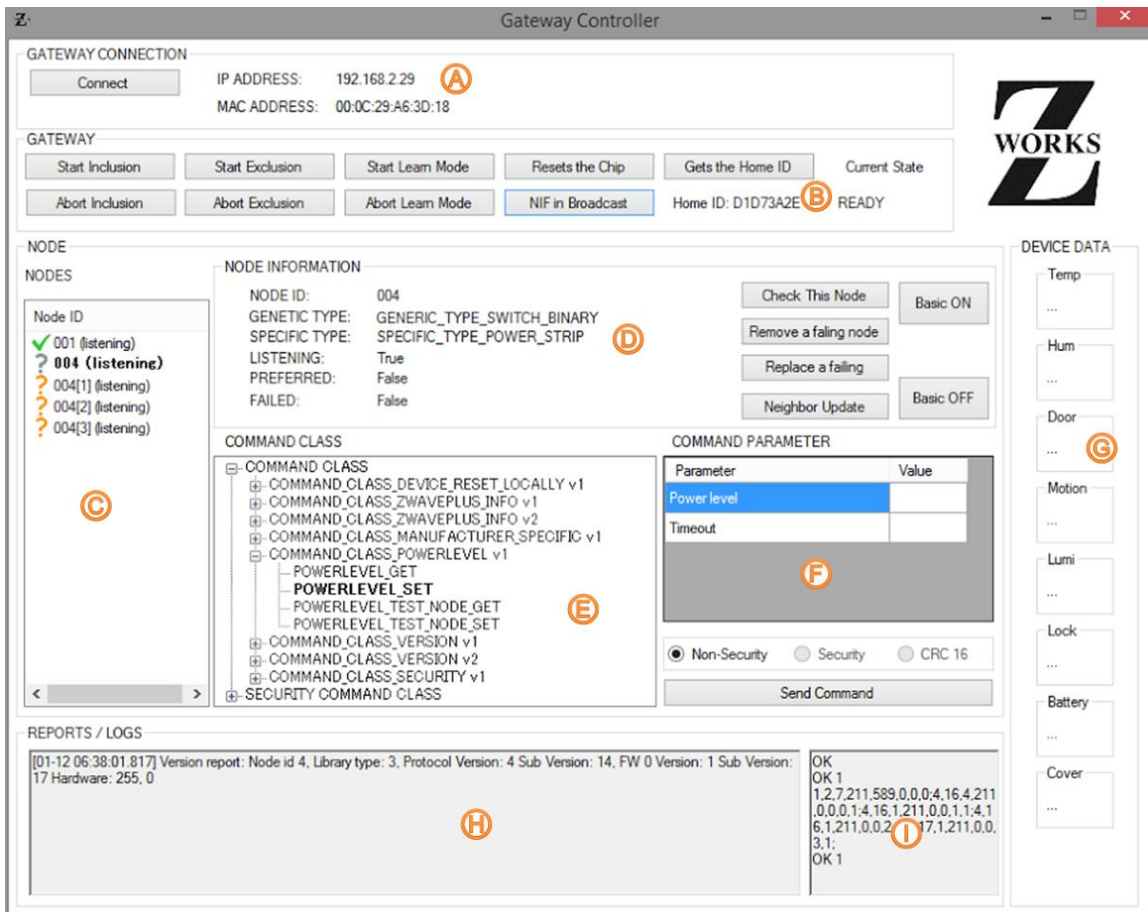 Z
Gateway Controller
GATEWAY CONNECTION
Connect
IP ADDRESS: 192.168.2.29
A
MAC ADDRESS: 00:0C:29:A6:3D:18
Z
WORKS
GATEWAY
Start Inclusion
Start Exclusion
Start Learn Mode
Resets the Chip
Gets the Home ID
Current State
Abort Inclusion
Abort Exclusion
Abort Learn Mode
NIF in Broadcast
Home ID: D1D73A2E
B
READY
NODE
NODES
Node ID
001 (listening)
004 (listening)
004[1] (listening)
004[2] (listening)
004[3] (listening)
C
NODE INFORMATION
NODE ID: 004
GENETIC TYPE: GENERIC_TYPE_SWITCH_BINARY
SPECIFIC TYPE: SPECIFIC_TYPE_POWER_STRIP
LISTENING: True
PREFERRED: False
FAILED: False
D
Check This Node
Remove a faling node
Replace a failing
Neighbor Update
Basic ON
Basic OFF
COMMAND CLASS
COMMAND CLASS
COMMAND_CLASS_DEVICE_RESET_LOCALLY v1
COMMAND_CLASS_ZWAVEPLUS_INFO v1
COMMAND_CLASS_ZWAVEPLUS_INFO v2
COMMAND_CLASS_MANUFACTURER_SPECIFIC v1
COMMAND_CLASS_POWERLEVEL v1
POWERLEVEL_GET
POWERLEVEL_SET
POWERLEVEL_TEST_NODE_GET
POWERLEVEL_TEST_NODE_SET
COMMAND_CLASS_VERSION v1
COMMAND_CLASS_VERSION v2
COMMAND_CLASS_SECURITY v1
SECURITY COMMAND CLASS
E
COMMAND PARAMETER
Parameter Value
Power level
Timeout
F
Non-Security
Security
CRC 16
Send Command
DEVICE DATA
Temp
...
Hum
...
Door
...
G
Motion
...
Lumi
...
Lock
...
Battery
...
Cover
...
REPORTS / LOGS
[01-12 06:38:01.817] Version report: Node id 4, Library type: 3, Protocol Version: 4 Sub Version: 14, FW 0 Version: 1 Sub Version:
17 Hardware: 255, 0
H
OK
OK 1
1,2,7,211,589,0,0,0;4,16,4,211
,0,0,0,1;4,16,1,211,0,0,1,1;4,1
6,1,211,0,0,2 17,1,211,0,0,
3,1;
OK 1
I